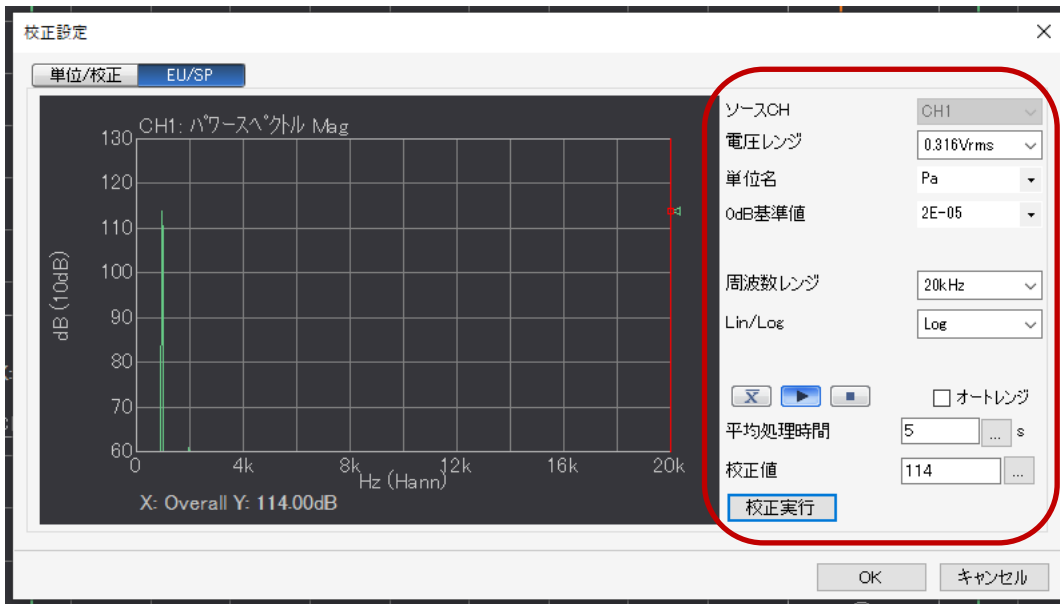 校正設定
単位/校正 EU/SP
CH1: パワースペクトル Mag
130
120
110
100
90
80
70
60
dB (10dB)
0 4k 8k 12k 16k 20k
Hz (Hann)
X: Overall Y: 114.00dB
ソースCH CH1
電圧レンジ 0.316Vrms
単位名 Pa
0dB基準値 2E-05
周波数レンジ 20kHz
Lin/Log Log
X オートレンジ
平均処理時間 5 ... s
校正値 114 ...
校正実行
OK キャンセル